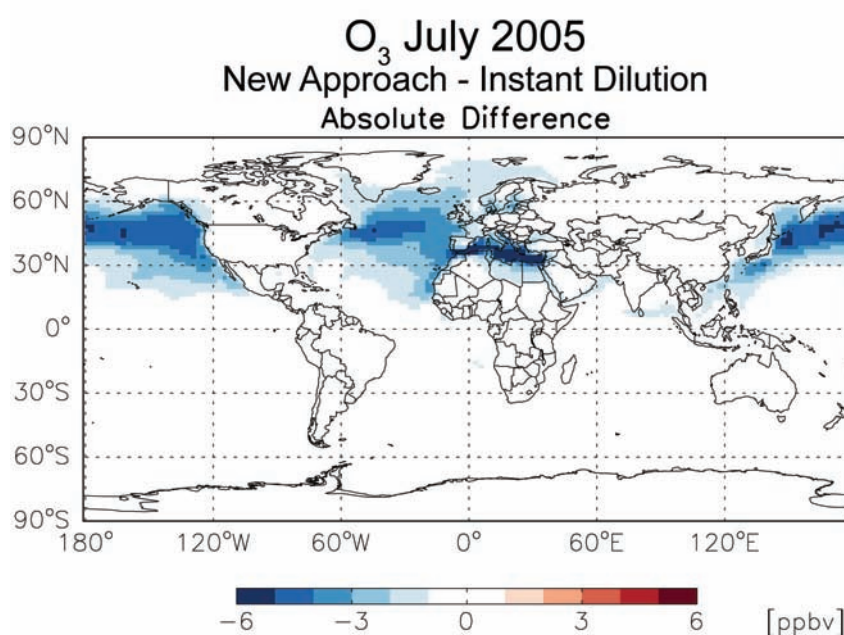 O₃ July 2005
New Approach - Instant Dilution
Absolute Difference
90°N
60°N
30°N
0°
30°S
60°S
90°S
180° 120°W 60°W 0° 60°E 120°E
−6 −3 0 3 6 [ppbv]